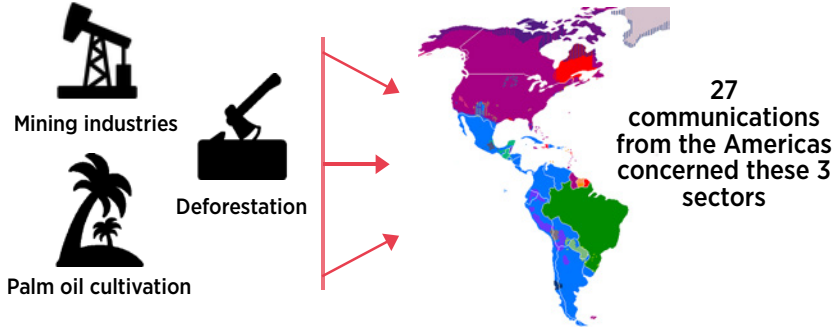 Mining industries
Deforestation
Palm oil cultivation
27
communications
from the Americas
concerned these 3
sectors